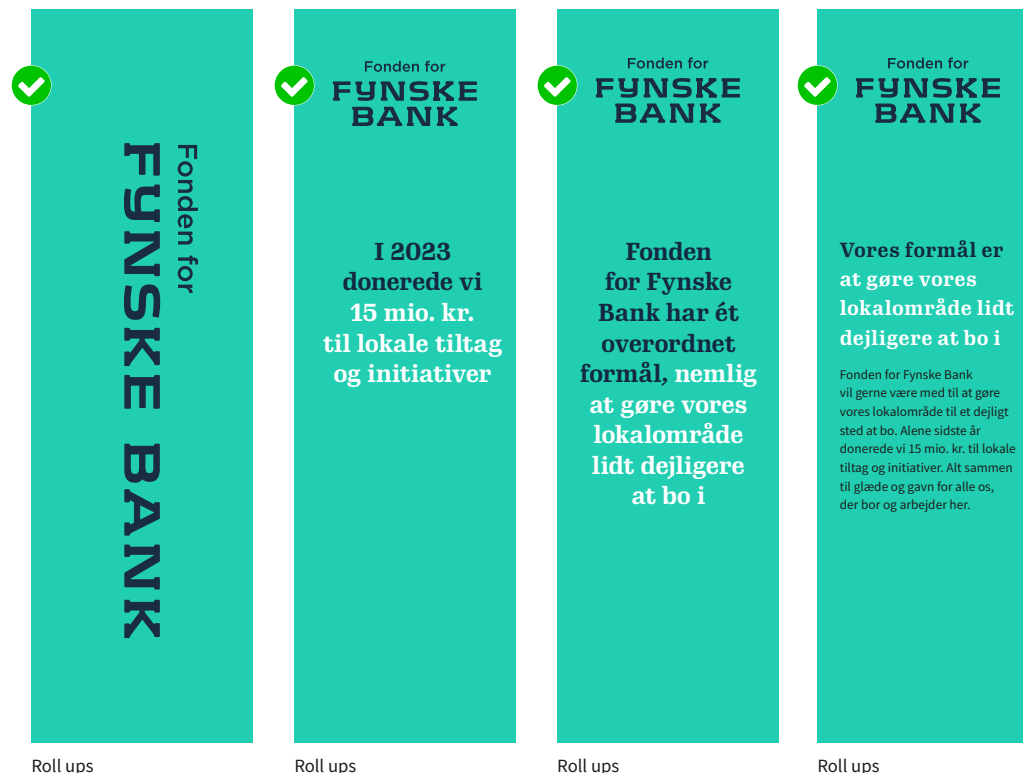 Fonden for
FYNSKE BANK
Roll ups
Fonden for
FYNSKE
BANK
I 2023
donerede vi
15 mio. kr.
til lokale tiltag
og initiativer
Roll ups
Fonden for
FYNSKE
BANK
Fonden
for Fynske
Bank har ét
overordnet
formål, nemlig
at gøre vores
lokalområde
lidt dejligere
at bo i
Roll ups
Fonden for
FYNSKE
BANK
Vores formål er
at gøre vores
lokalområde lidt
dejligere at bo i
Fonden for Fynske Bank
vil gerne være med til at gøre
vores lokalområde til et dejligt
sted at bo. Alene sidste år
donerede vi 15 mio. kr. til lokale
tiltag og initiativer. Alt sammen
til glæde og gavn for alle os,
der bor og arbejder her.
Roll ups